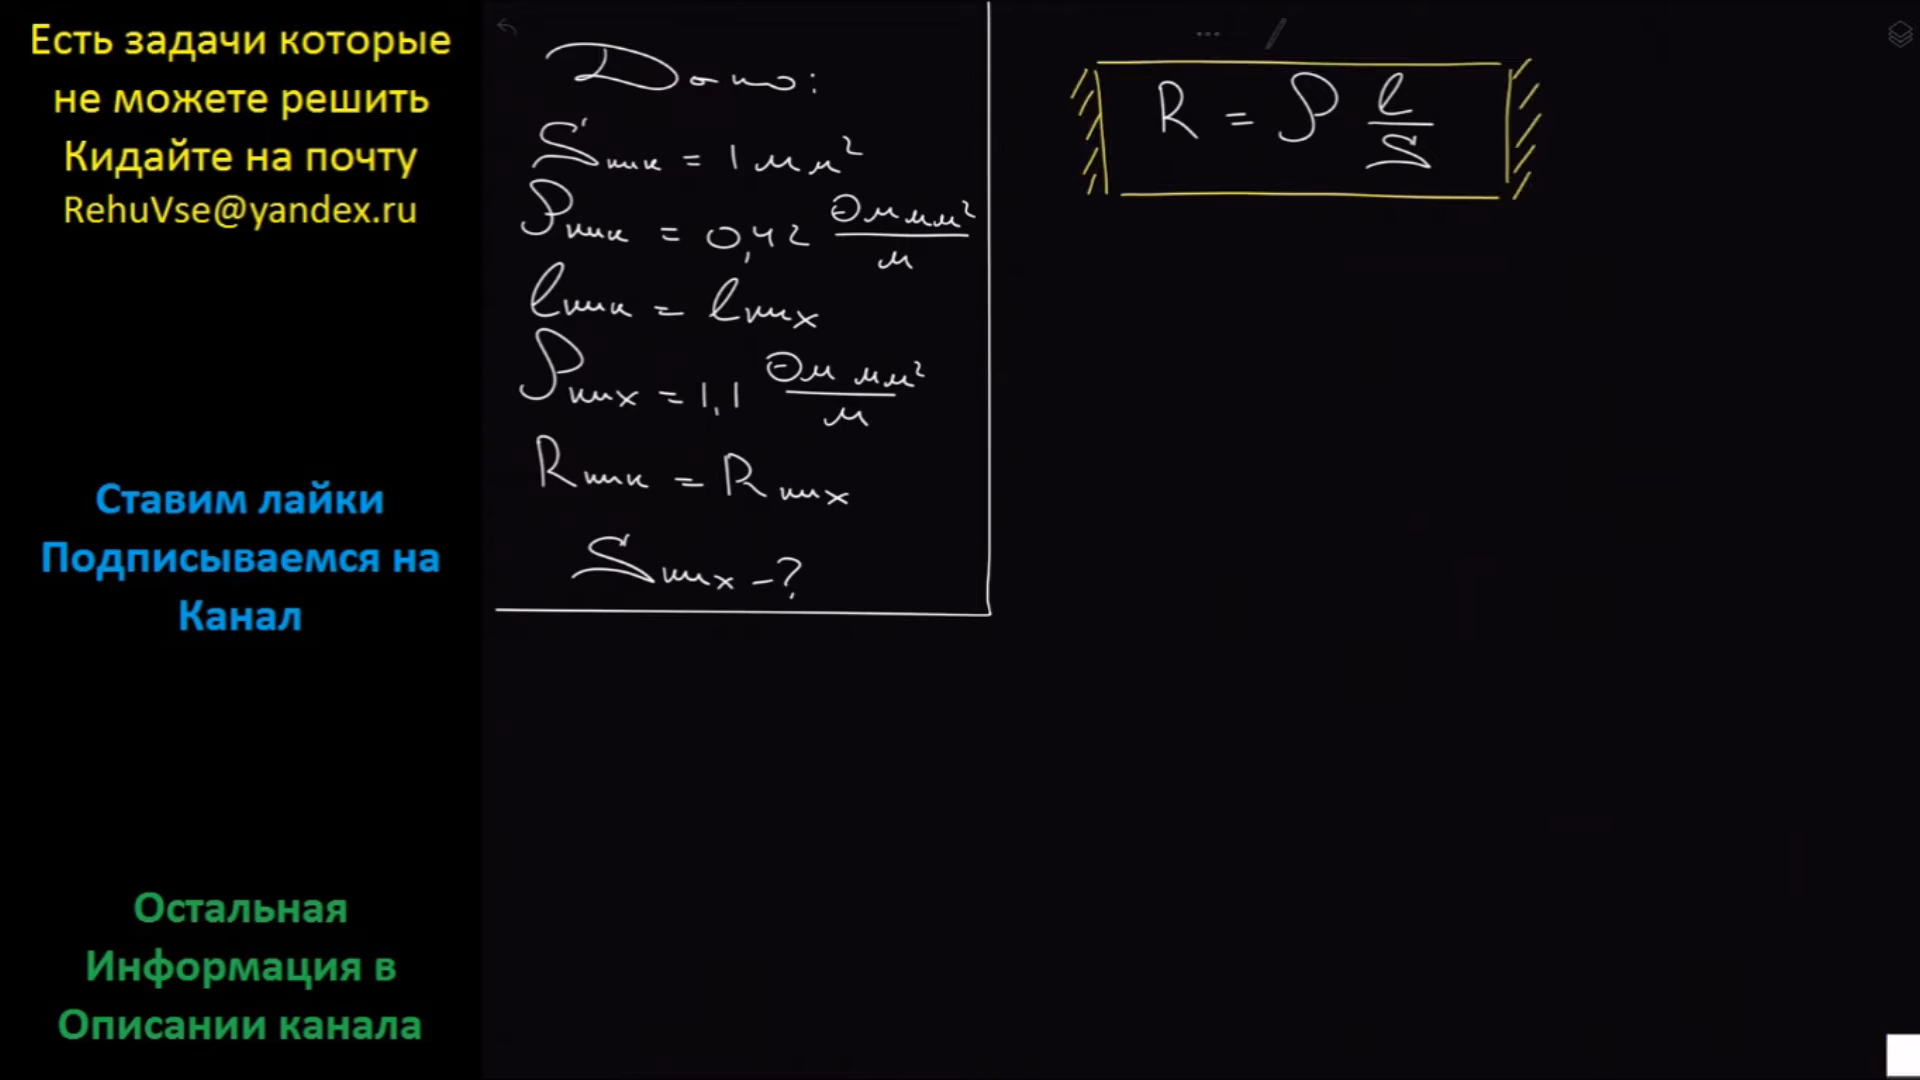 Есть задачи которые
не можете решить
Кидайте на почту
RehuVse@yandex.ru
Ставим лайки
Подписываемся на
Канал
Остальная
Информация в
Описании канала
Дано:
Sник = 1 мм²
ρник = 0,42 Ом мм²/м
lник = lних
ρних = 1,1 Ом мм²/м
Rник = Rних
Sних – ?
R = ρ l/S